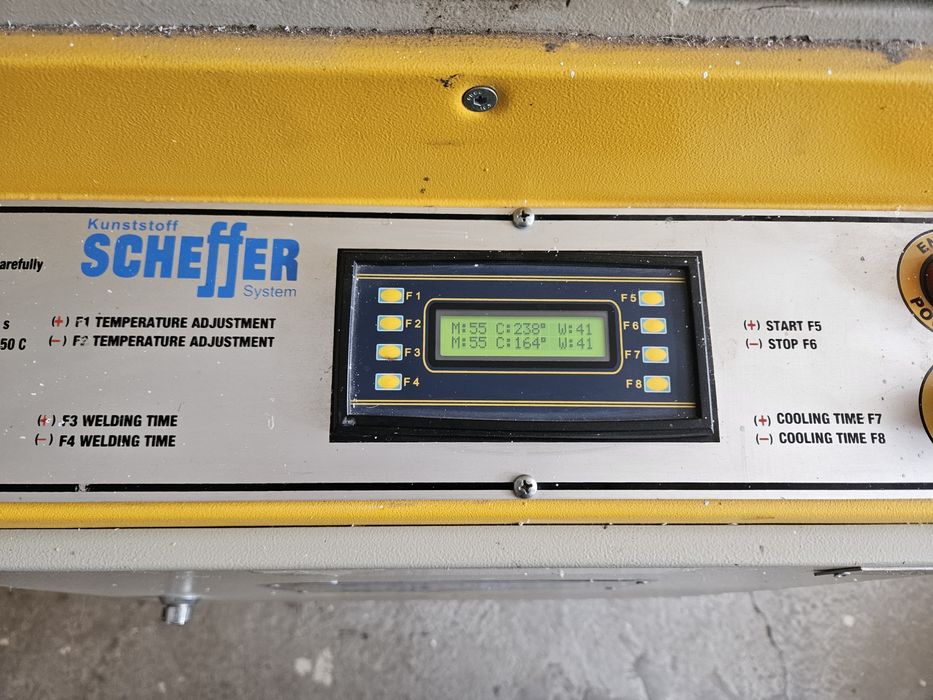 Kunststoff
SCHEffER
System
arefully
s
50 C
(+) F1 TEMPERATURE ADJUSTMENT
(−) F2 TEMPERATURE ADJUSTMENT
(+) F3 WELDING TIME
(−) F4 WELDING TIME
F1
F2
F3
F4
M:55 C:238° W:41
M:55 C:164° W:41
F5
F6
F7
F8
(+) START F5
(−) STOP F6
(+) COOLING TIME F7
(−) COOLING TIME F8